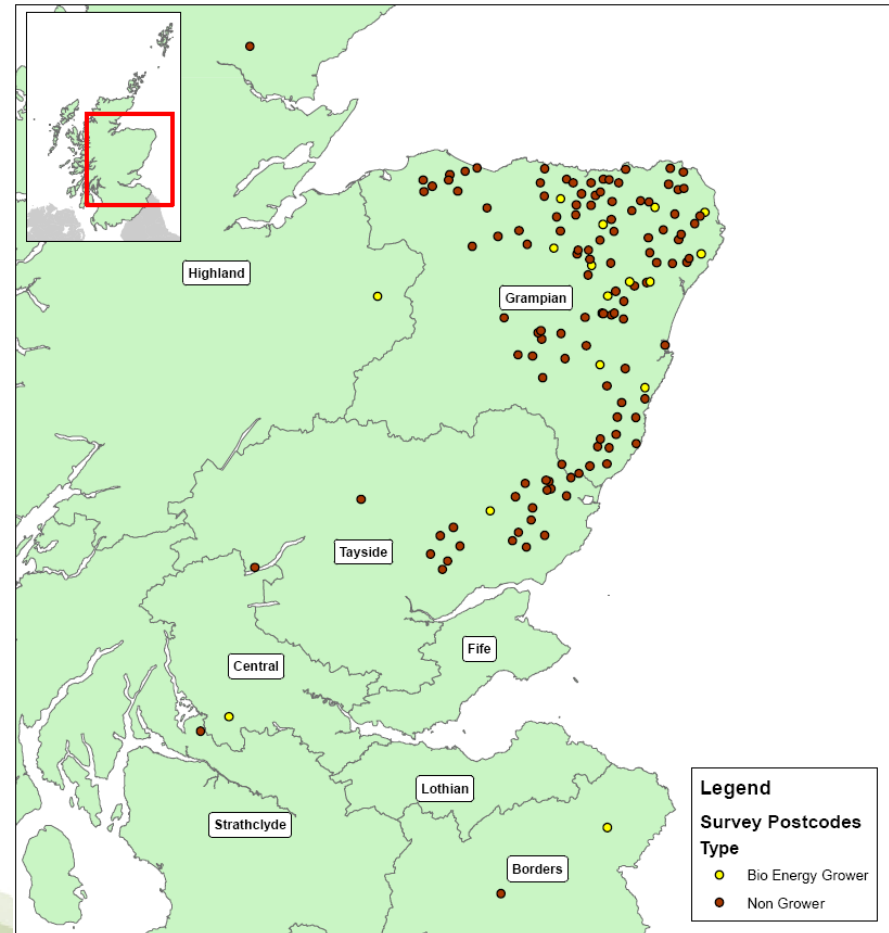 Highland
Grampian
Tayside
Fife
Central
Lothian
Strathclyde
Borders
Legend
Survey Postcodes
Type
Bio Energy Grower
Non Grower